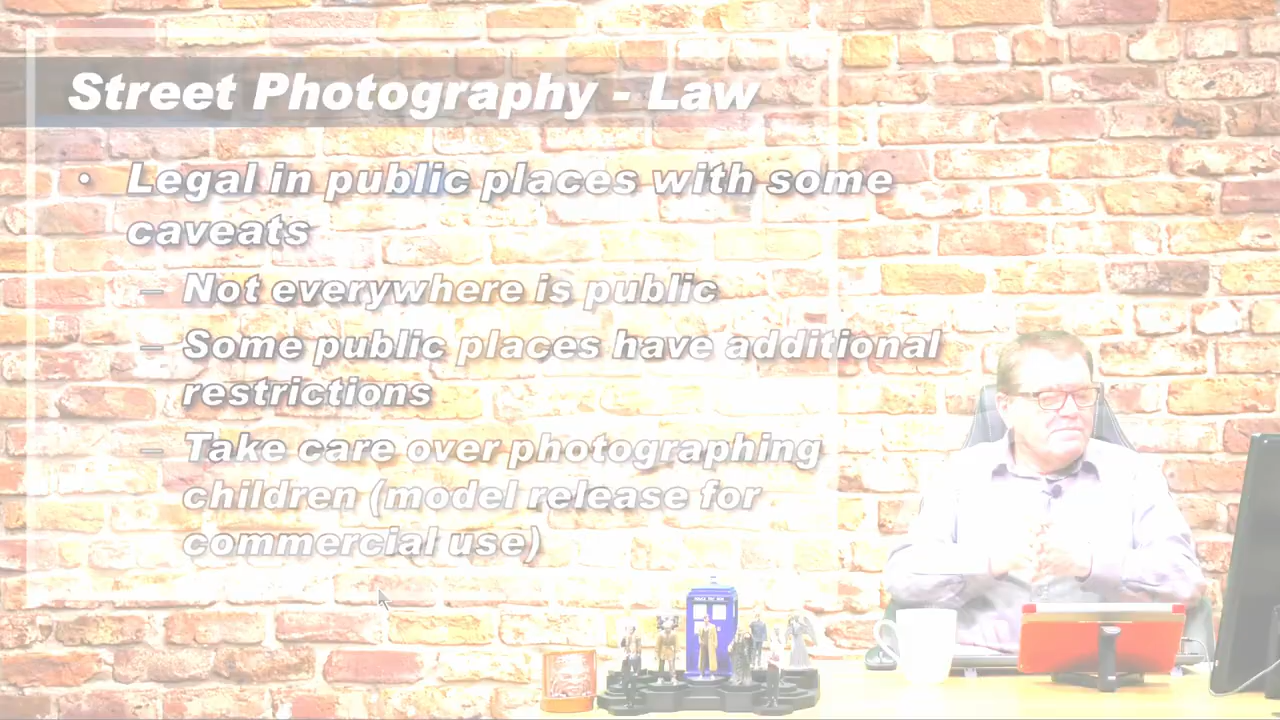 Street Photography - Law
• Legal in public places with some
caveats
– Not everywhere is public
– Some public places have additional
restrictions
– Take care over photographing
children (model release for
commercial use)